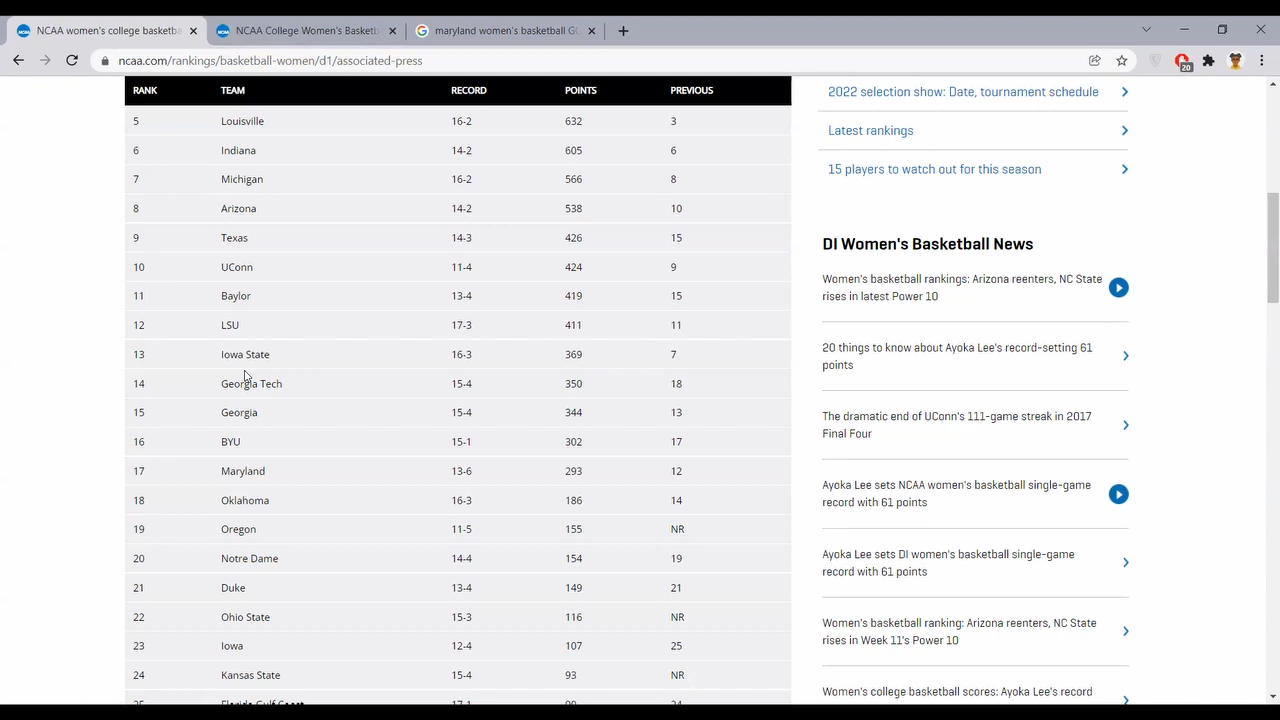 NCAA women's college basketb
NCAA College Women's Basketb
maryland women's basketball GO
ncaa.com/rankings/basketball-women/d1/associated-press
20
RANK TEAM RECORD POINTS PREVIOUS
5 Louisville 16-2 632 3
6 Indiana 14-2 605 6
7 Michigan 16-2 566 8
8 Arizona 14-2 538 10
9 Texas 14-3 426 15
10 UConn 11-4 424 9
11 Baylor 13-4 419 15
12 LSU 17-3 411 11
13 Iowa State 16-3 369 7
14 Georgia Tech 15-4 350 18
15 Georgia 15-4 344 13
16 BYU 15-1 302 17
17 Maryland 13-6 293 12
18 Oklahoma 16-3 186 14
19 Oregon 11-5 155 NR
20 Notre Dame 14-4 154 19
21 Duke 13-4 149 21
22 Ohio State 15-3 116 NR
23 Iowa 12-4 107 25
24 Kansas State 15-4 93 NR
25 Florida Gulf Coast 17-1 90 24
2022 selection show: Date, tournament schedule
Latest rankings
15 players to watch out for this season
DI Women's Basketball News
Women's basketball rankings: Arizona reenters, NC State
rises in latest Power 10
20 things to know about Ayoka Lee's record-setting 61
points
The dramatic end of UConn's 111-game streak in 2017
Final Four
Ayoka Lee sets NCAA women's basketball single-game
record with 61 points
Ayoka Lee sets DI women's basketball single-game
record with 61 points
Women's basketball ranking: Arizona reenters, NC State
rises in Week 11's Power 10
Women's college basketball scores: Ayoka Lee's record